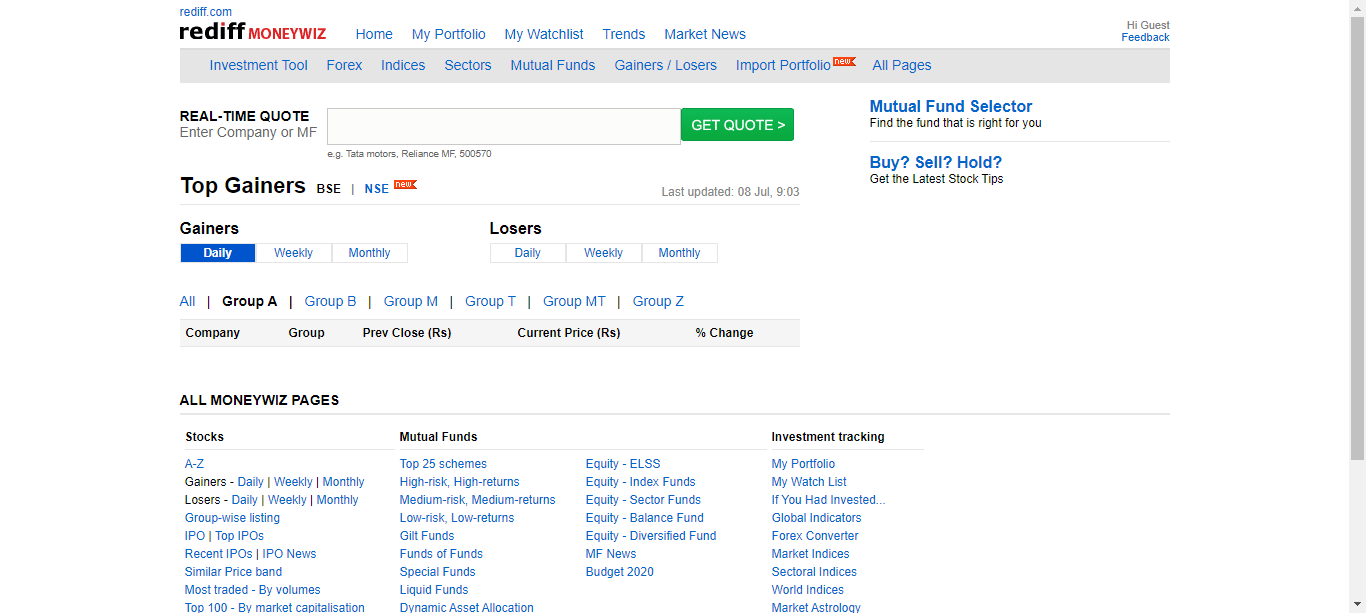 rediff.com
rediff MONEYWIZ Home My Portfolio My Watchlist Trends Market News
Hi Guest
Feedback
Investment Tool Forex Indices Sectors Mutual Funds Gainers / Losers Import Portfolio new All Pages
REAL-TIME QUOTE
Enter Company or MF
GET QUOTE >
e.g. Tata motors, Reliance MF, 500570
Mutual Fund Selector
Find the fund that is right for you
Buy? Sell? Hold?
Get the Latest Stock Tips
Top Gainers BSE | NSE new
Last updated: 08 Jul, 9:03
Gainers
Daily Weekly Monthly
Losers
Daily Weekly Monthly
All | Group A | Group B | Group M | Group T | Group MT | Group Z
Company Group Prev Close (Rs) Current Price (Rs) % Change
ALL MONEYWIZ PAGES
Stocks
A-Z
Gainers - Daily | Weekly | Monthly
Losers - Daily | Weekly | Monthly
Group-wise listing
IPO | Top IPOs
Recent IPOs | IPO News
Similar Price band
Most traded - By volumes
Top 100 - By market capitalisation
Mutual Funds
Top 25 schemes
High-risk, High-returns
Medium-risk, Medium-returns
Low-risk, Low-returns
Gilt Funds
Funds of Funds
Special Funds
Liquid Funds
Dynamic Asset Allocation
Equity - ELSS
Equity - Index Funds
Equity - Sector Funds
Equity - Balance Fund
Equity - Diversified Fund
MF News
Budget 2020
Investment tracking
My Portfolio
My Watch List
If You Had Invested...
Global Indicators
Forex Converter
Market Indices
Sectoral Indices
World Indices
Market Astrology